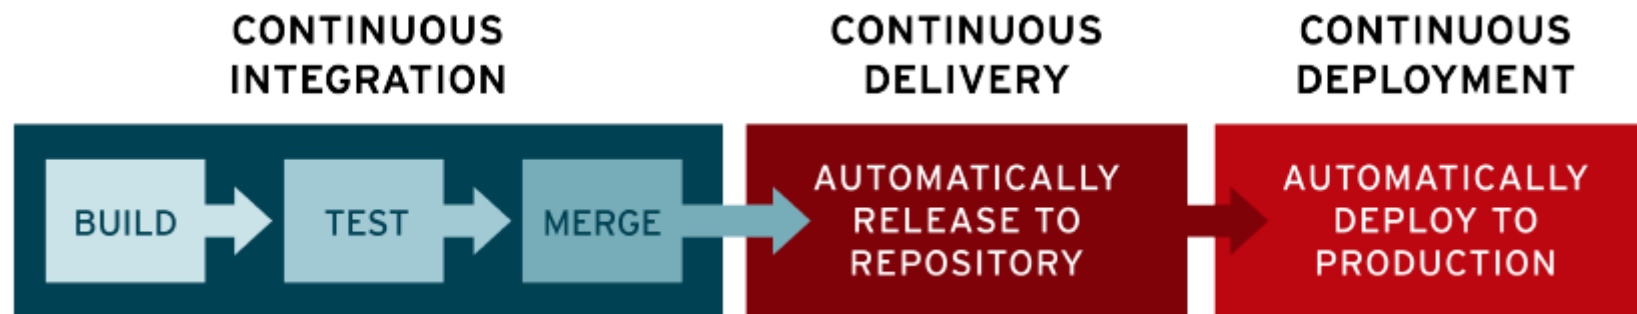 CONTINUOUS
INTEGRATION
CONTINUOUS
DELIVERY
CONTINUOUS
DEPLOYMENT
BUILD
TEST
MERGE
AUTOMATICALLY
RELEASE TO
REPOSITORY
AUTOMATICALLY
DEPLOY TO
PRODUCTION